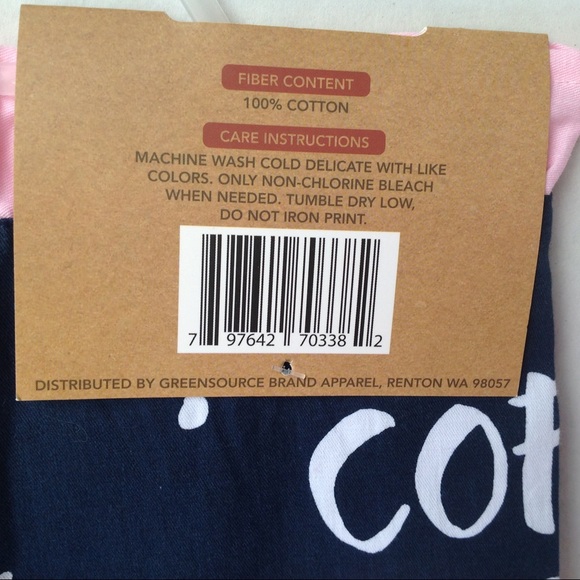 FIBER CONTENT
100% COTTON
CARE INSTRUCTIONS
MACHINE WASH COLD DELICATE WITH LIKE
COLORS. ONLY NON-CHLORINE BLEACH
WHEN NEEDED. TUMBLE DRY LOW,
DO NOT IRON PRINT.
7 97642 70338 2
DISTRIBUTED BY GREENSOURCE BRAND APPAREL, RENTON WA 98057